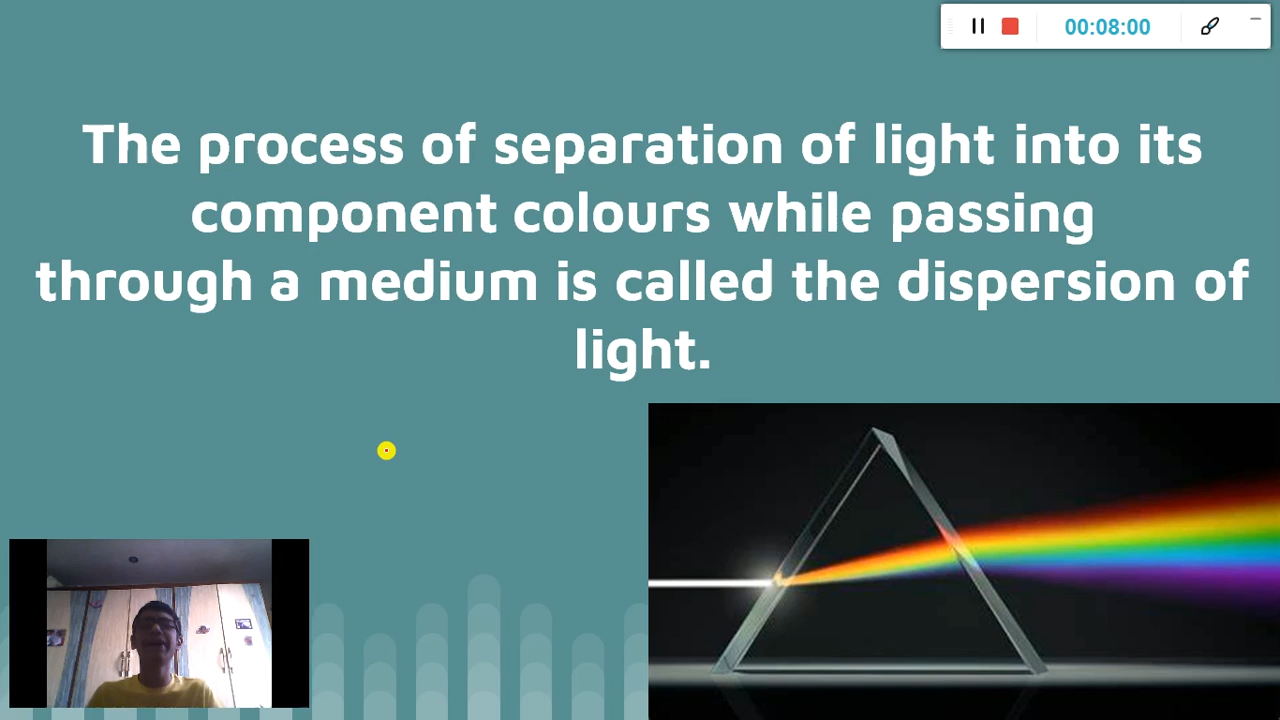 00:08:00
The process of separation of light into its
component colours while passing
through a medium is called the dispersion of
light.